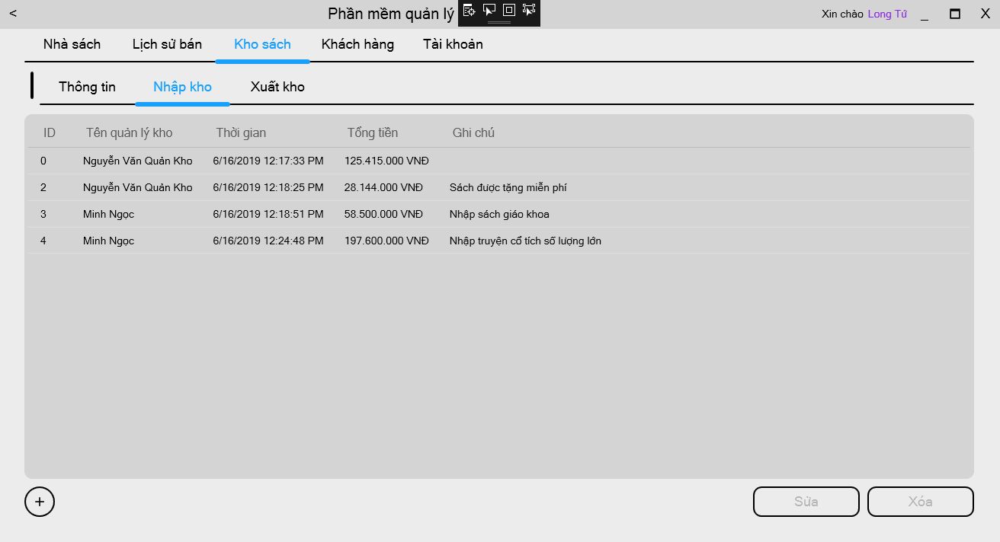 < Phần mềm quản lý Xin chào Long Tứ _ X
Nhà sách Lịch sử bán Kho sách Khách hàng Tài khoản
Thông tin Nhập kho Xuất kho
ID Tên quản lý kho Thời gian Tổng tiền Ghi chú
0 Nguyễn Văn Quản Kho 6/16/2019 12:17:33 PM 125.415.000 VNĐ
2 Nguyễn Văn Quản Kho 6/16/2019 12:18:25 PM 28.144.000 VNĐ Sách được tặng miễn phí
3 Minh Ngọc 6/16/2019 12:18:51 PM 58.500.000 VNĐ Nhập sách giáo khoa
4 Minh Ngọc 6/16/2019 12:24:48 PM 197.600.000 VNĐ Nhập truyện cổ tích số lượng lớn
+ Sửa Xóa